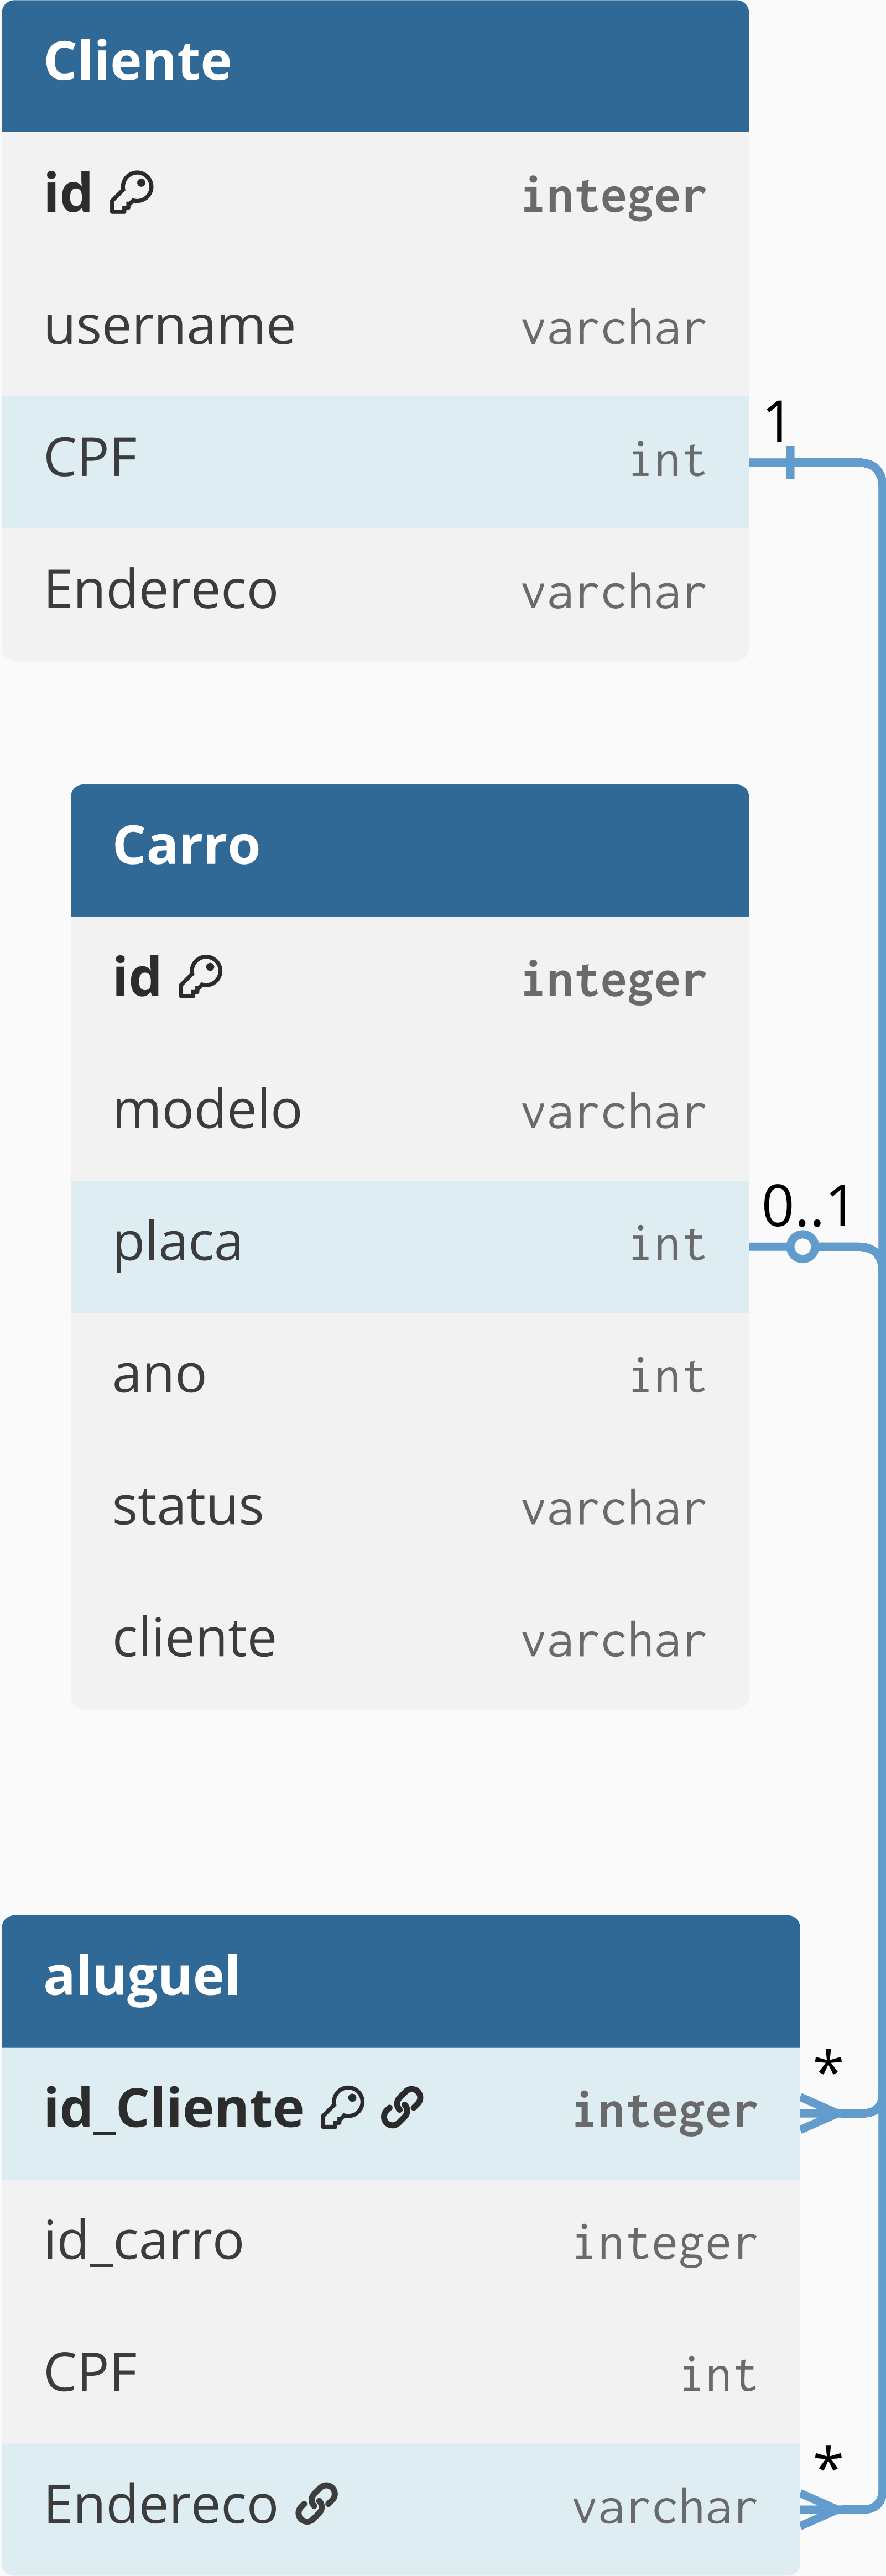 Cliente
id integer
username varchar
CPF int 1
Endereco varchar
Carro
id integer
modelo varchar
placa int 0..1
ano int
status varchar
cliente varchar
aluguel
id_Cliente integer *
id_carro integer
CPF int
Endereco varchar *